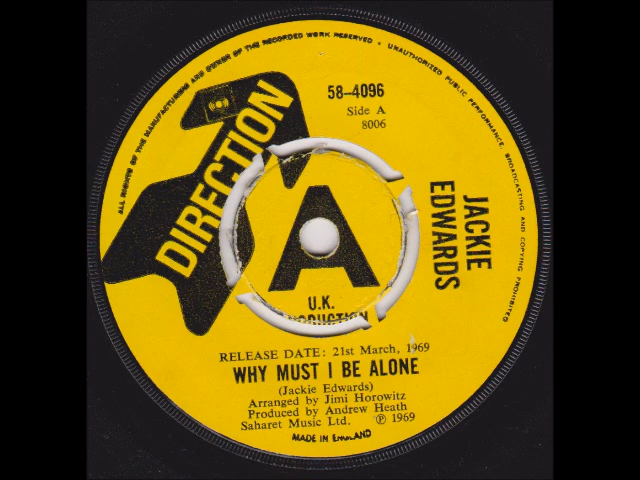 ALL RIGHTS OF THE MANUFACTURERS AND OWNER OF THE RECORDED WORK RESERVED • UNAUTHORIZED PUBLIC PERFORMANCE, BROADCASTING AND COPYING PROHIBITED
58-4096
Side A
8006
DIRECTION
JACKIE
EDWARDS
A
U.K.
RELEASE DATE: 21st March, 1969
WHY MUST I BE ALONE
(Jackie Edwards)
Arranged by Jimi Horowitz
Produced by Andrew Heath
Saharet Music Ltd. ℗ 1969
MADE IN ENGLAND